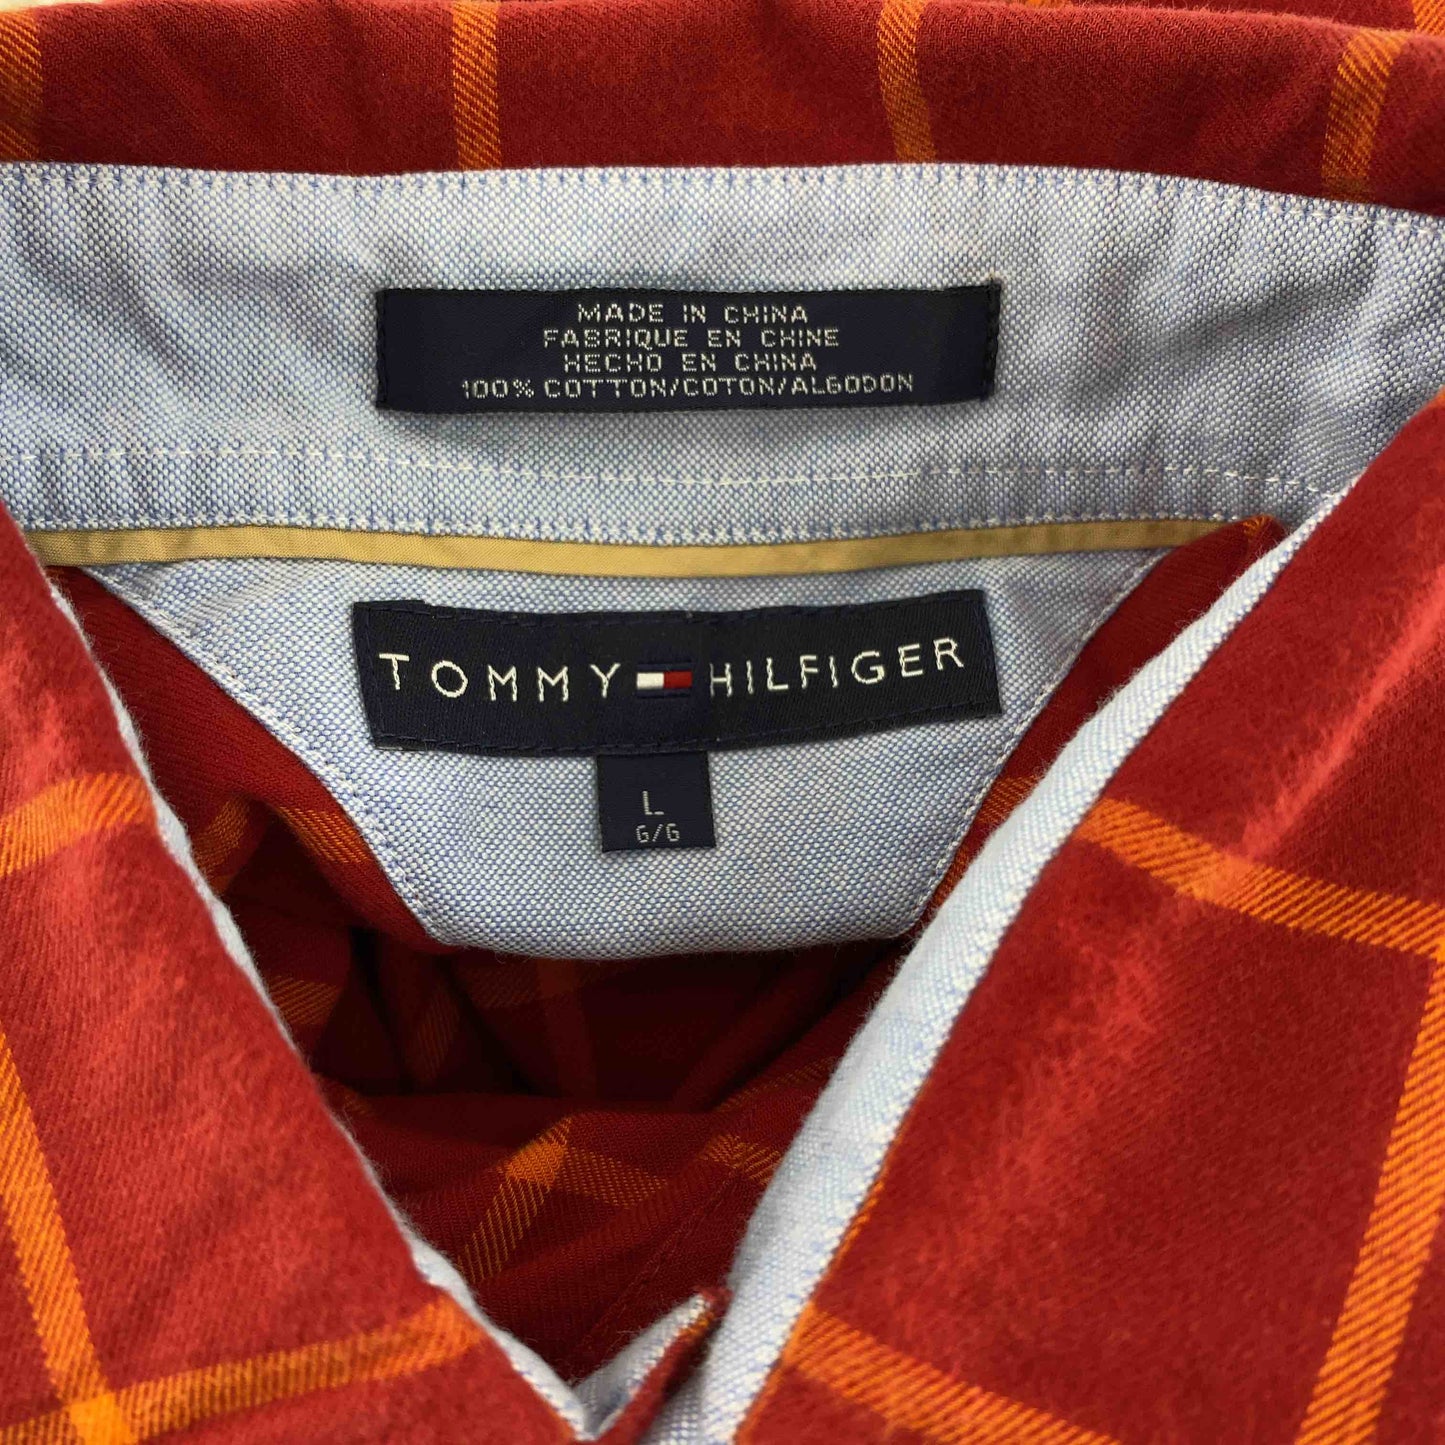 MADE IN CHINA
FABRIQUE EN CHINE
HECHO EN CHINA
100% COTTON/COTON/ALGODON
TOMMY HILFIGER
L
G/G